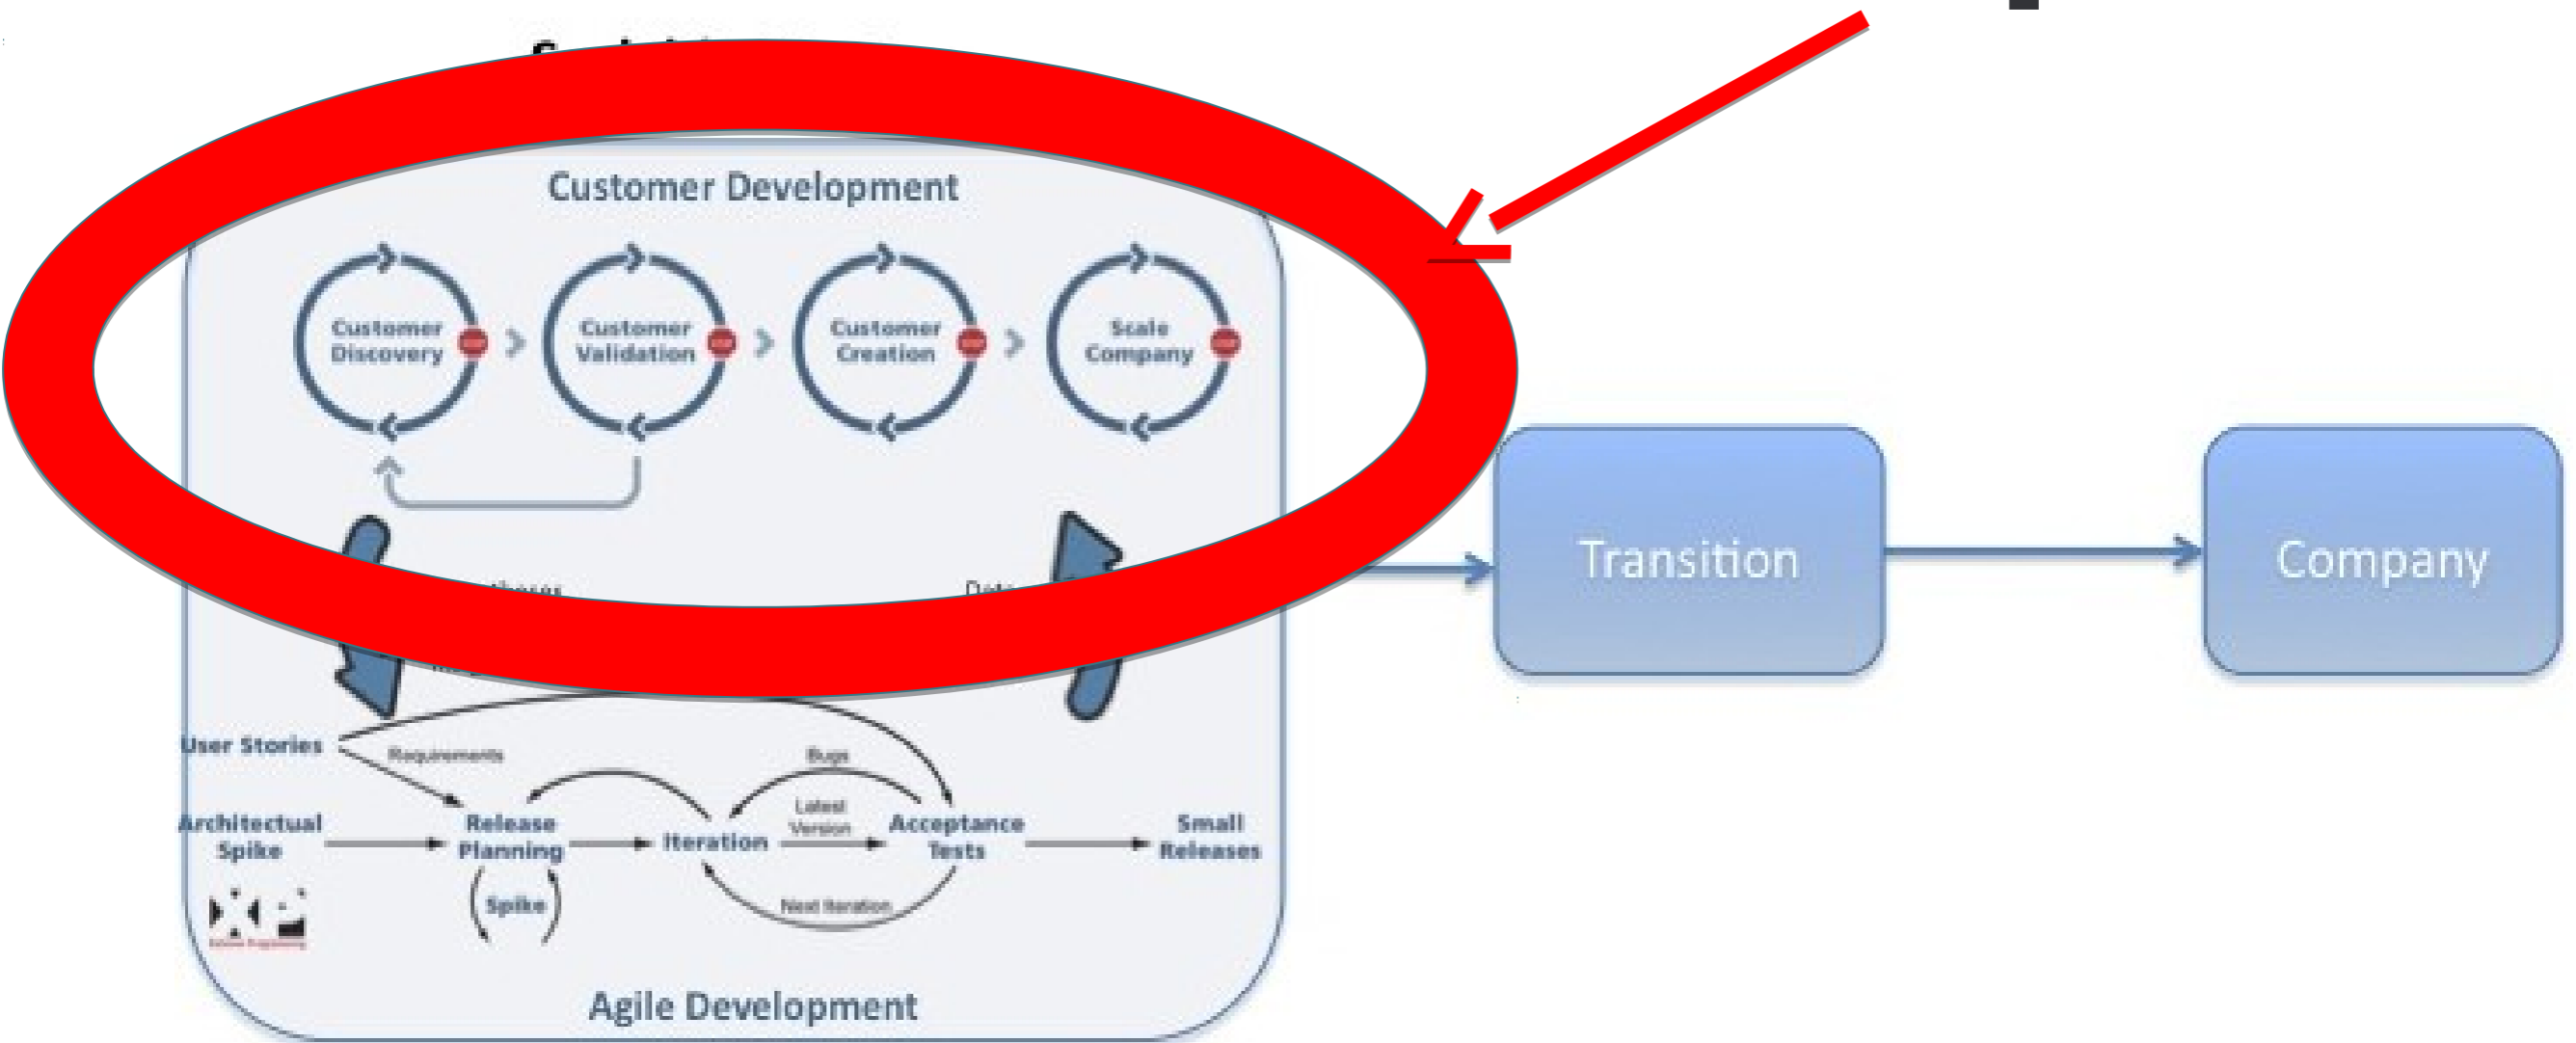 Customer Development
Customer
Discovery
Customer
Validation
Customer
Creation
Scale
Company
Transition
Company
User Stories
Requirements
Bugs
Latest
Version
Architectual
Spike
Release
Planning
Iteration
Acceptance
Tests
Small
Releases
Spike
Next Iteration
Agile Development